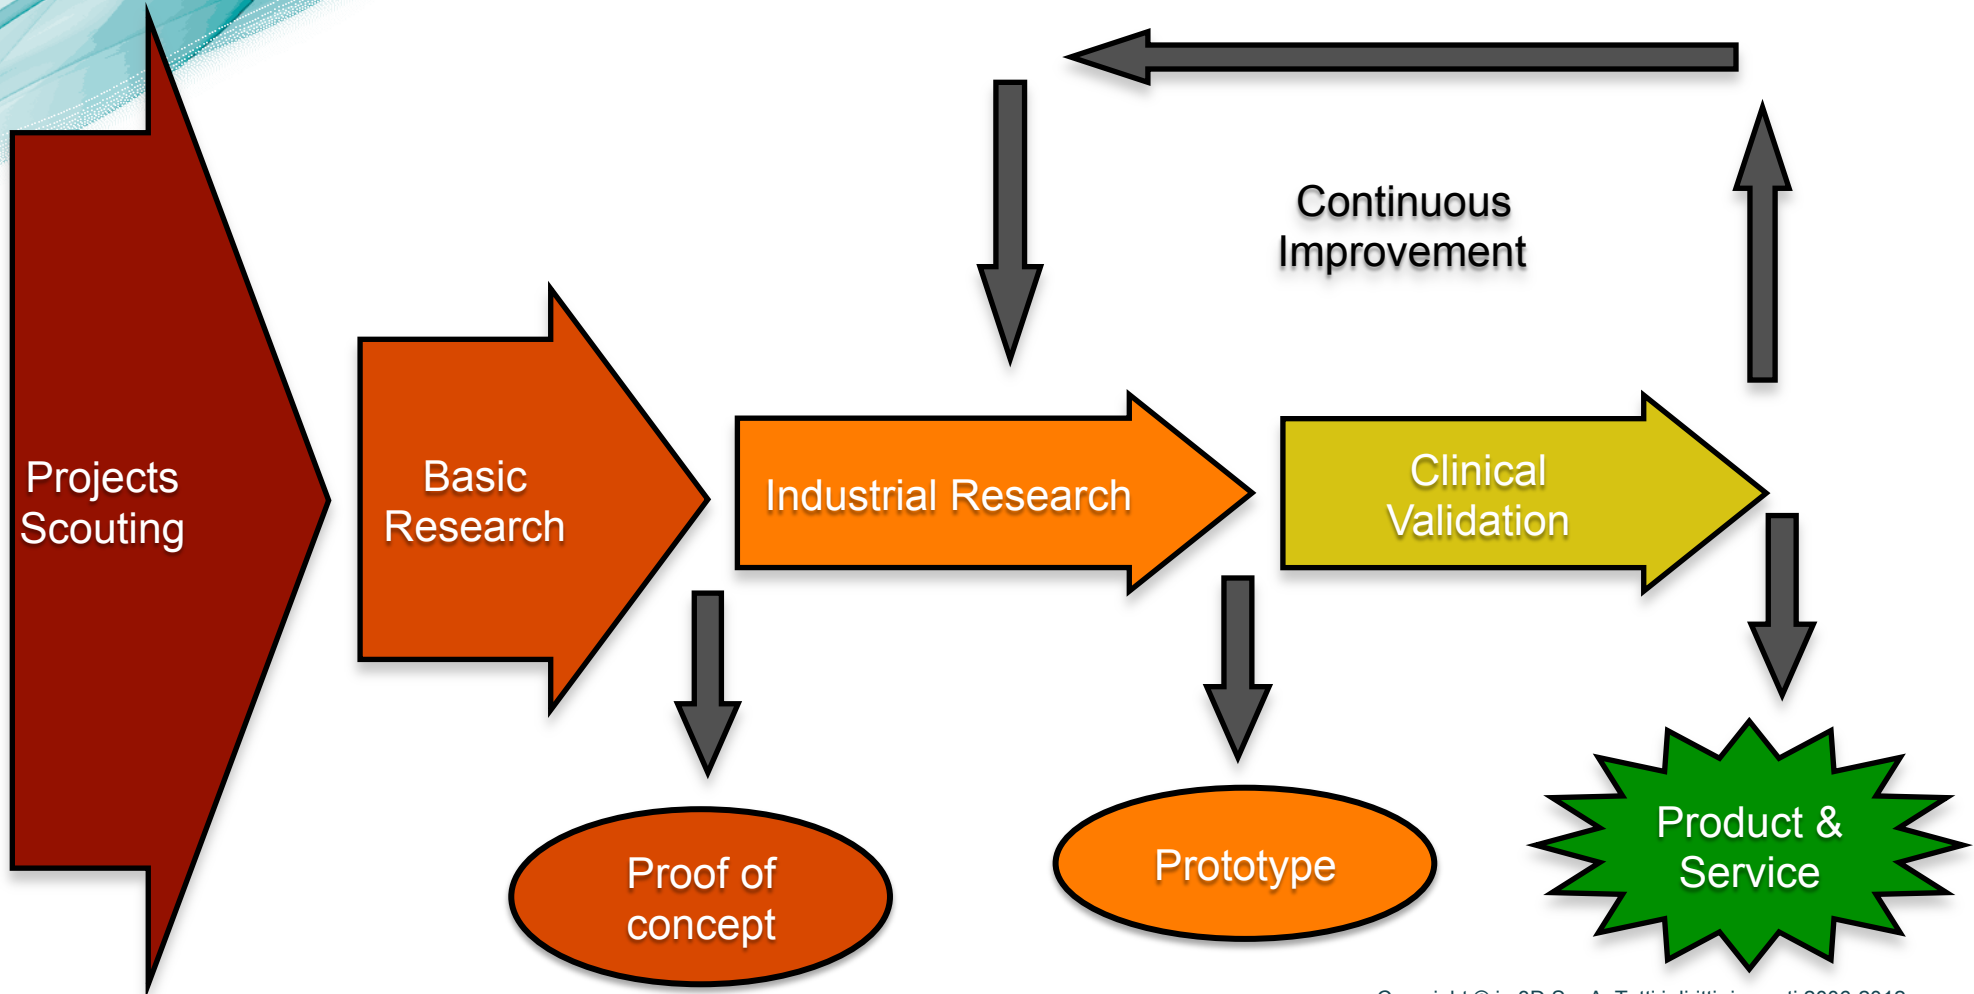 Continuous
Improvement
Projects
Scouting
Basic
Research
Industrial Research
Clinical
Validation
Proof of
concept
Prototype
Product &
Service